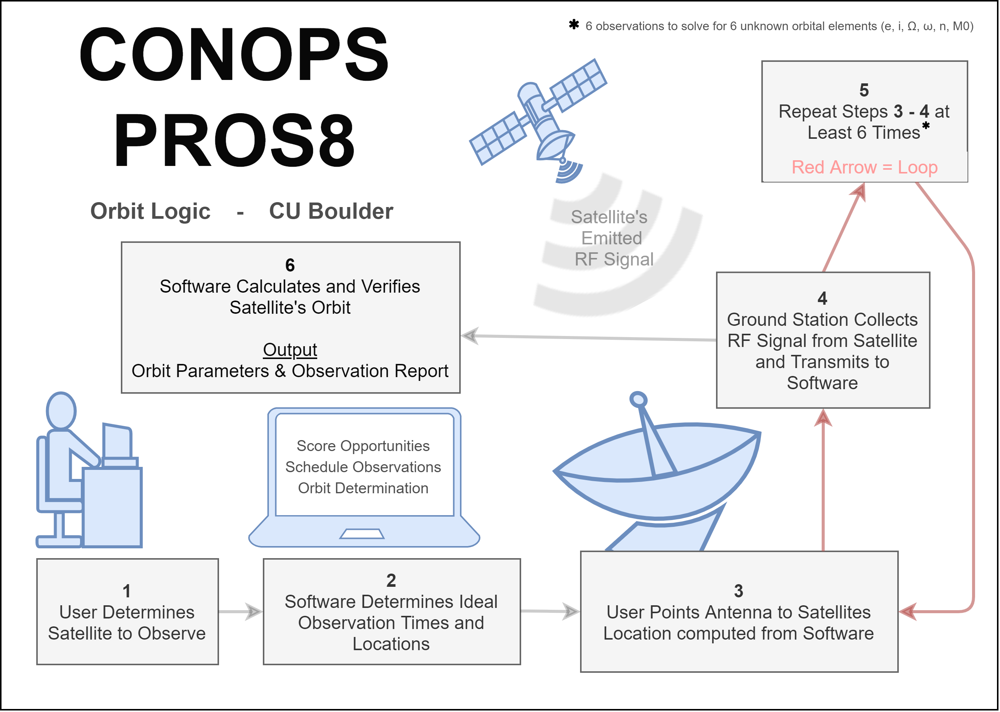 CONOPS
PROS8
Orbit Logic - CU Boulder
✱ 6 observations to solve for 6 unknown orbital elements (e, i, Ω, ω, n, M0)
5
Repeat Steps 3 - 4 at
Least 6 Times✱
Red Arrow = Loop
Satellite's
Emitted
RF Signal
6
Software Calculates and Verifies
Satellite's Orbit
Output
Orbit Parameters & Observation Report
4
Ground Station Collects
RF Signal from Satellite
and Transmits to
Software
Score Opportunities
Schedule Observations
Orbit Determination
1
User Determines
Satellite to Observe
2
Software Determines Ideal
Observation Times and
Locations
3
User Points Antenna to Satellites
Location computed from Software